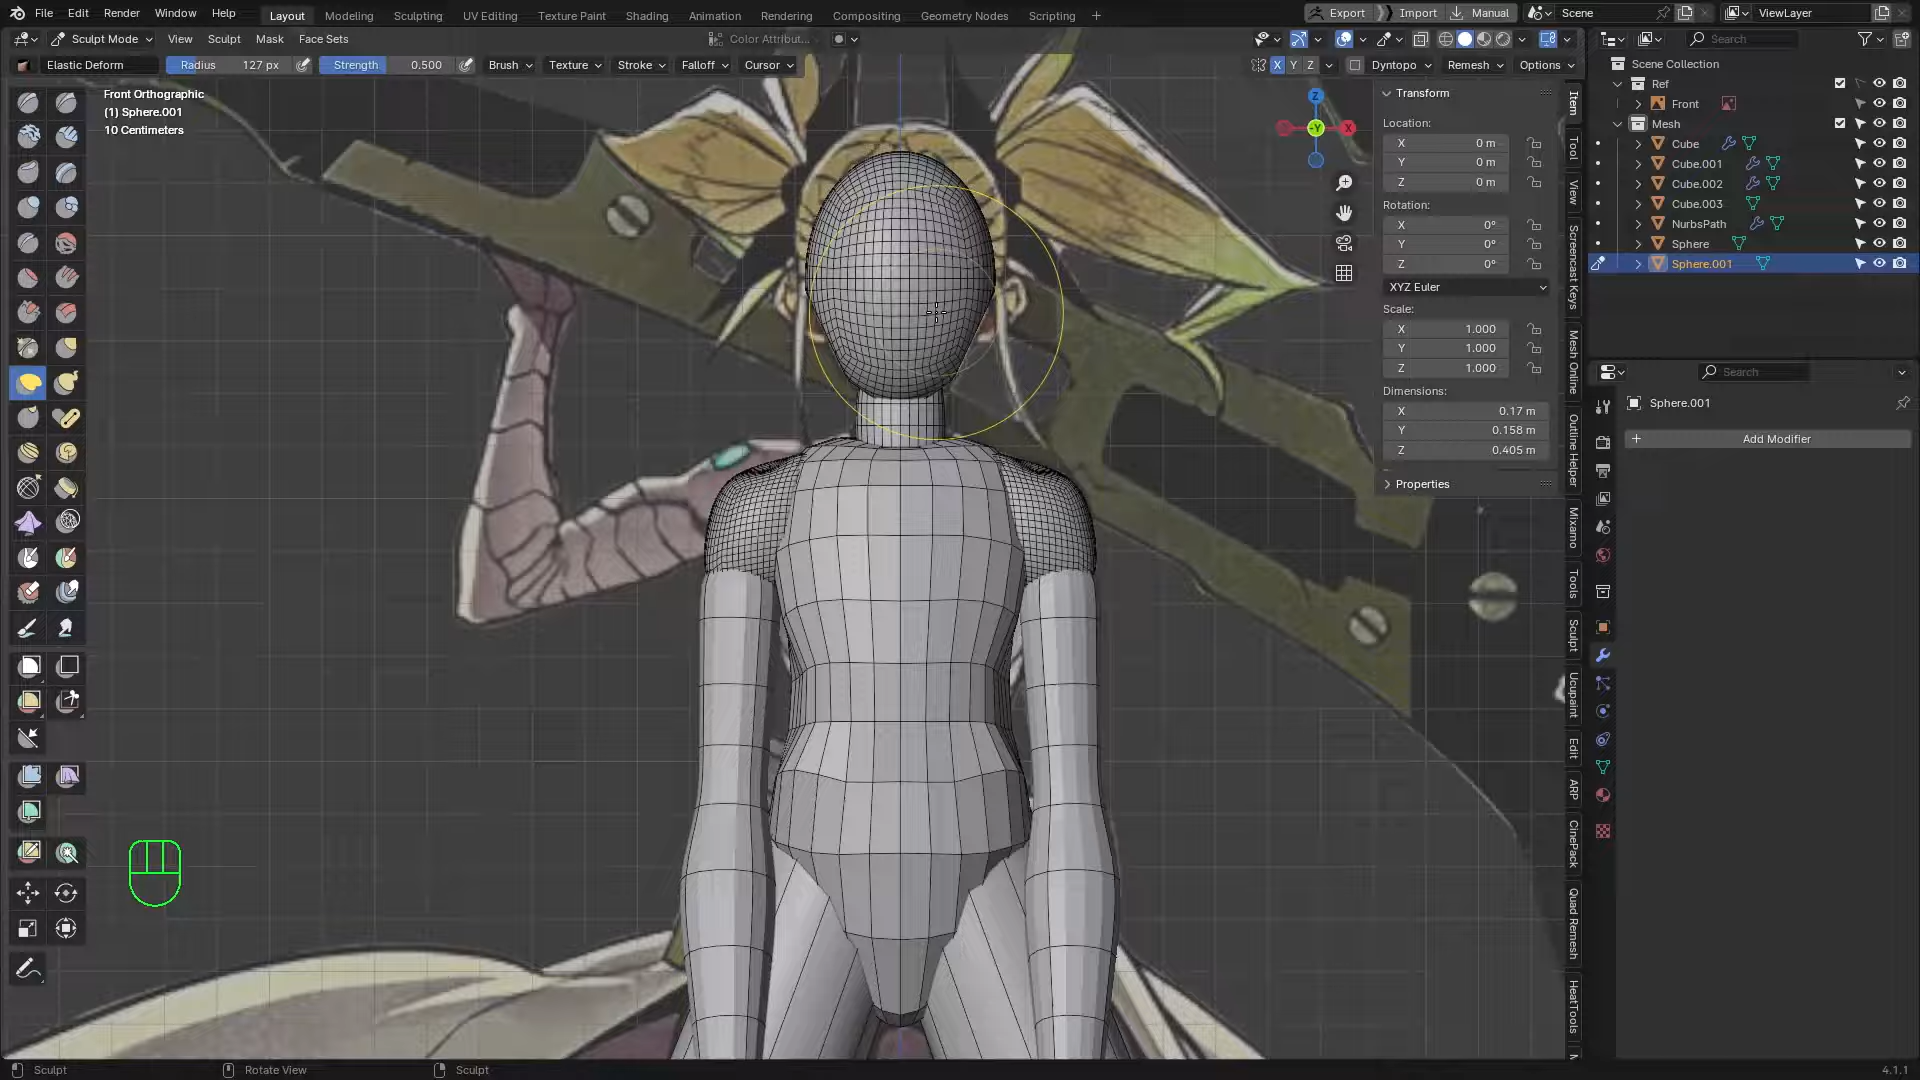 File Edit Render Window Help Layout Modeling Sculpting UV Editing Texture Paint Shading Animation Rendering Compositing Geometry Nodes Scripting + Export Import Manual Scene ViewLayer
Sculpt Mode View Sculpt Mask Face Sets Color Attribut... Search
Elastic Deform Radius 127 px Strength 0.500 Brush Texture Stroke Falloff Cursor X Y Z Dyntopo Remesh Options
Front Orthographic
(1) Sphere.001
10 Centimeters
Z
-Y
X
Transform
Location:
X 0 m
Y 0 m
Z 0 m
Rotation:
X 0°
Y 0°
Z 0°
XYZ Euler
Scale:
X 1.000
Y 1.000
Z 1.000
Dimensions:
X 0.17 m
Y 0.158 m
Z 0.405 m
Properties
Item
Tool
View
Screencast Keys
Mesh Online
Outline Helper
Mixamo
Tools
Sculpt
Ucupaint
Edit
ARP
CinePack
Quad Remesh
HeatTools
Scene Collection
Ref
Front
Mesh
Cube
Cube.001
Cube.002
Cube.003
NurbsPath
Sphere
Sphere.001
Search
Sphere.001
+ Add Modifier
Sculpt Rotate View Sculpt 4.1.1